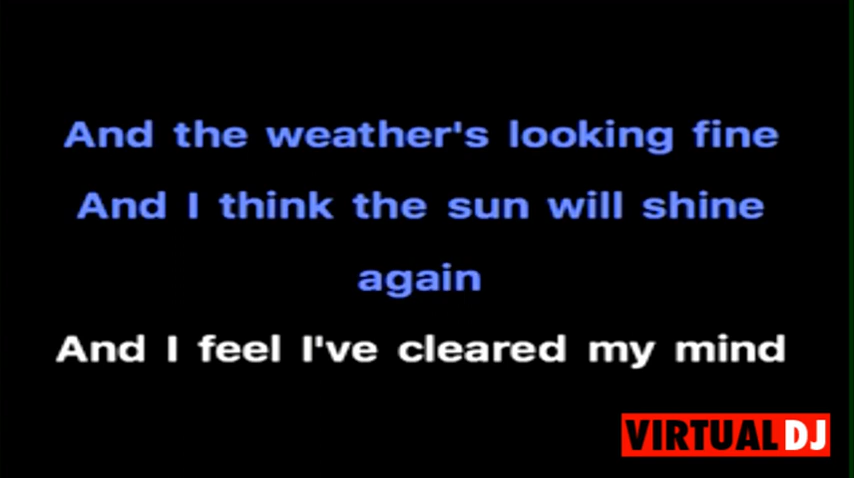 And the weather's looking fine
And I think the sun will shine
again
And I feel I've cleared my mind
VIRTUAL DJ